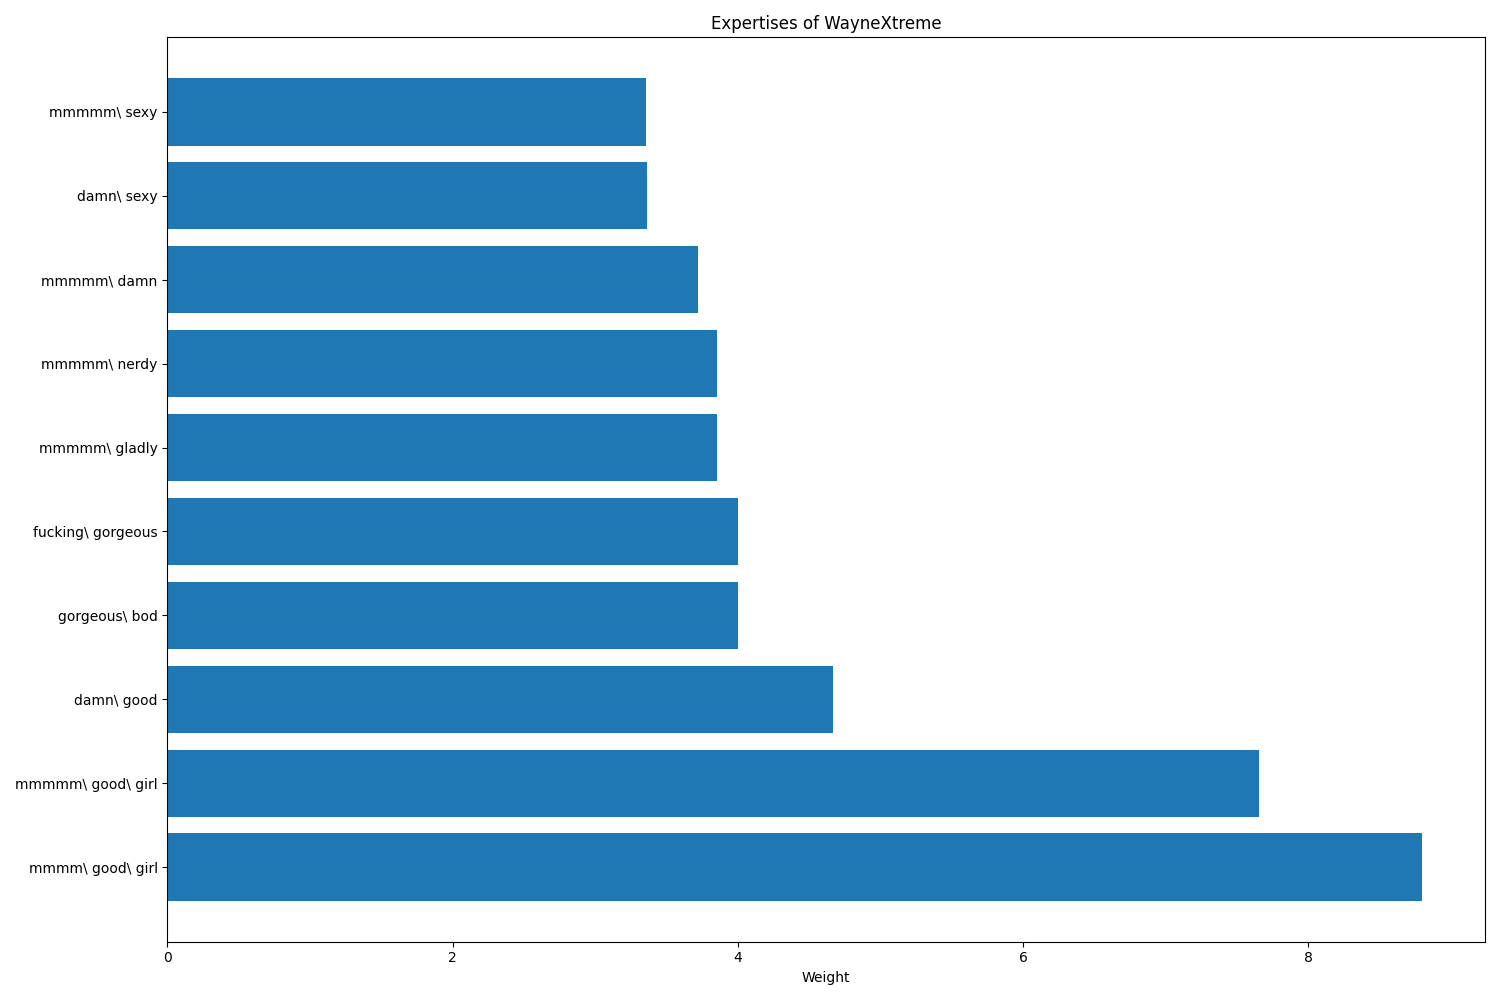 Expertises of WayneXtreme
mmmmm\ sexy
damn\ sexy
mmmmm\ damn
mmmmm\ nerdy
mmmmm\ gladly
fucking\ gorgeous
gorgeous\ bod
damn\ good
mmmmm\ good\ girl
mmmm\ good\ girl
0 2 4 6 8
Weight